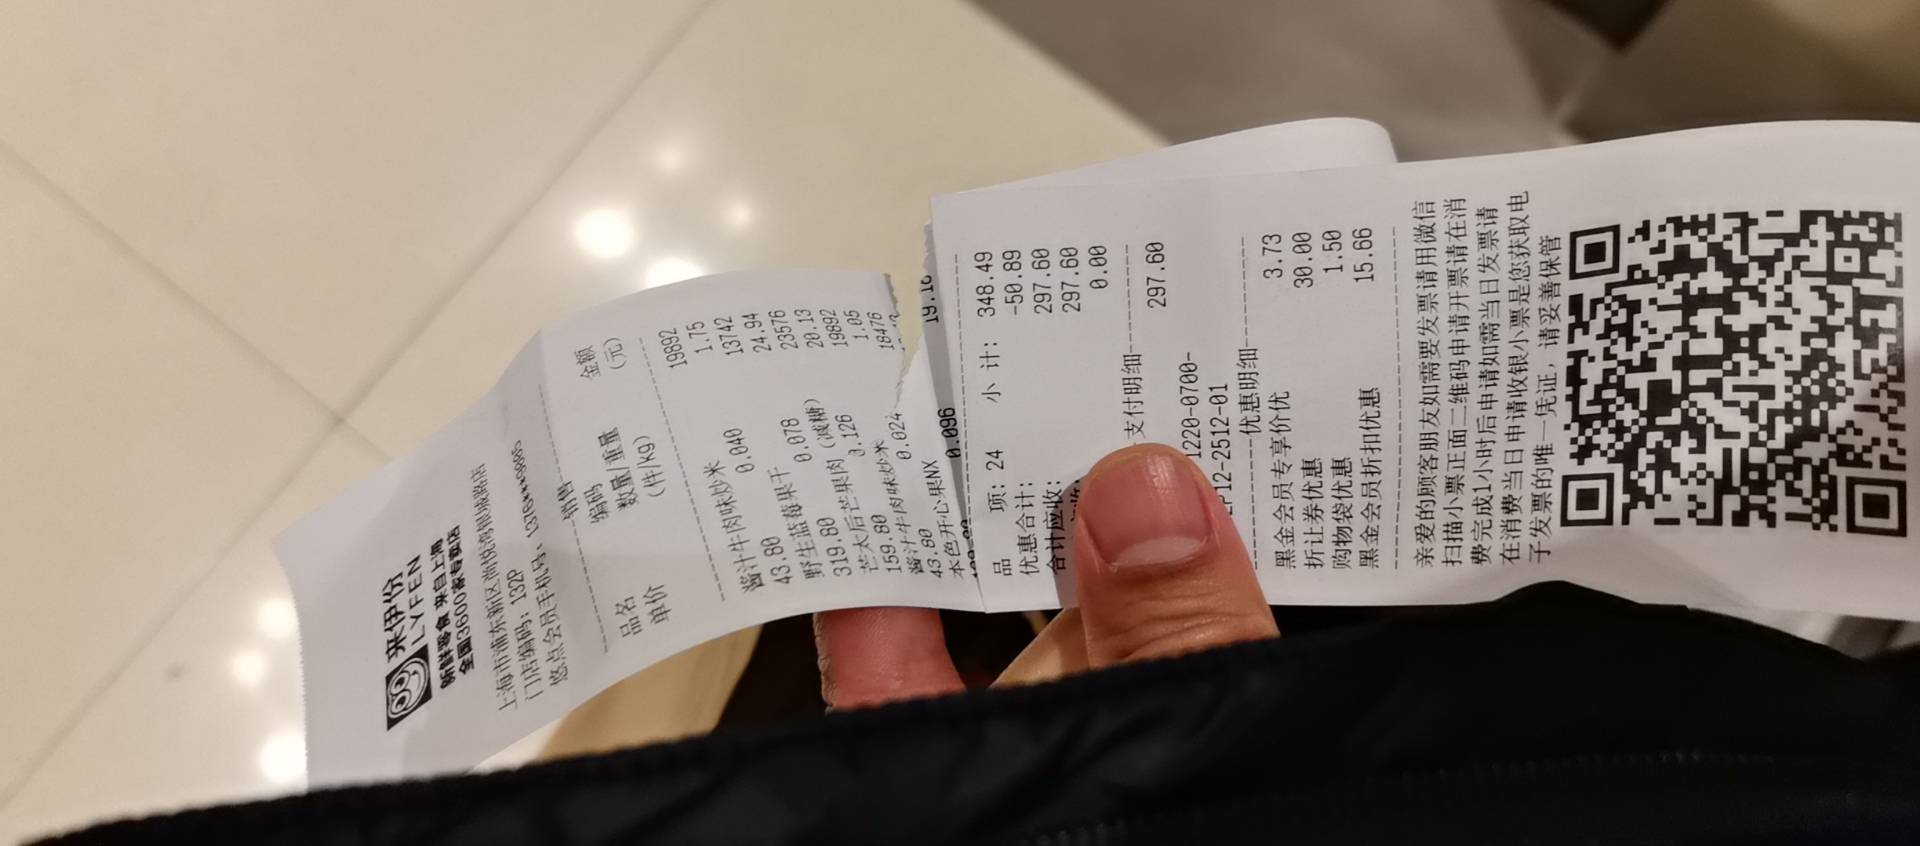 来伊份
LYFEN
新鲜零食 来自上海
全国3600家专卖店
上海市浦东新区
门店编码: 132P
悠点会员手机号:
销售
品名 编码 金额
单价 数量/重量 (元)
(件/kg)
19892
酱汁牛肉味炒米
43.80 0.040 1.75
13742
野生蓝莓果干
319.80 0.078 24.94
23576
芒太后芒果肉(减糖)
159.80 0.126 20.13
19892
酱汁牛肉味炒米
43.80 0.024 1.05
18476
本色开心果NX
0.096
品 项: 24 小 计: 348.49
优惠合计: -50.89
合计应收: 297.60
297.60
0.00
支付明细
297.60
1220-0700-
P12-2512-01
优惠明细
黑金会员专享价优 3.73
折让券优惠 30.00
购物袋优惠 1.50
黑金会员折扣优惠 15.66
亲爱的顾客朋友如需要发票请用微信
扫描小票正面二维码申请开票请在消
费完成1小时后申请如需当日发票请
在消费当日申请收银小票是您获取电
子发票的唯一凭证, 请妥善保管